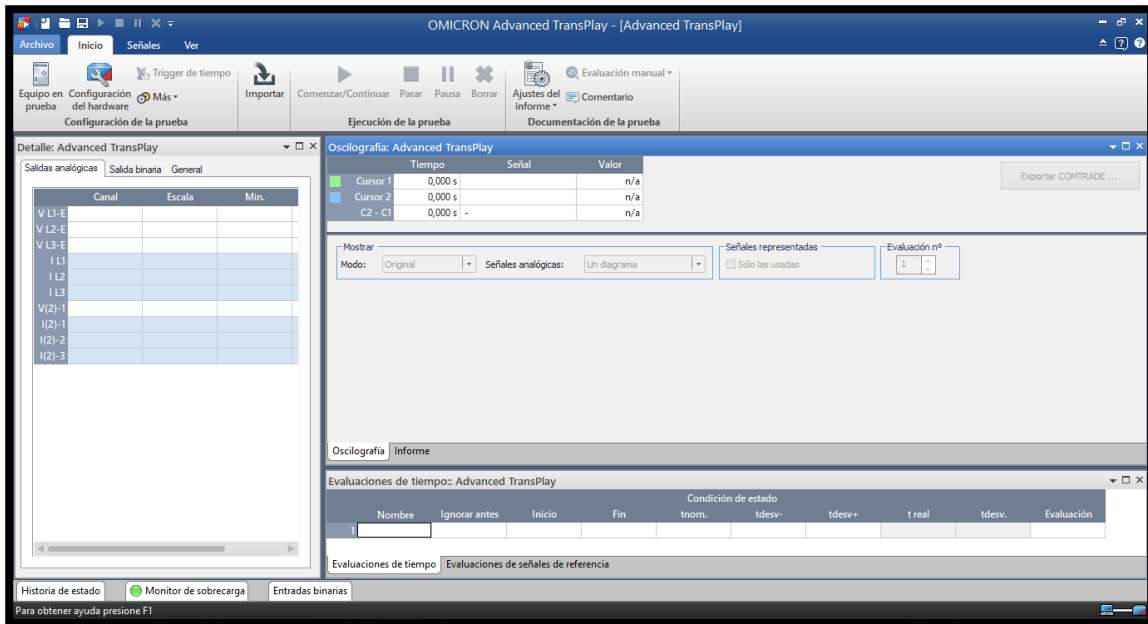 OMICRON Advanced TransPlay - [Advanced TransPlay]
Archivo Inicio Señales Ver
Equipo en prueba
Configuración del hardware
Trigger de tiempo
Más
Importar
Comenzar/Continuar Parar Pausa Borrar
Ajustes del informe
Evaluación manual
Comentario
Configuración de la prueba Ejecución de la prueba Documentación de la prueba
Detalle: Advanced TransPlay
Salidas analógicas Salida binaria General
Canal Escala Min.
V L1-E
V L2-E
V L3-E
I L1
I L2
I L3
V(2)-1
I(2)-1
I(2)-2
I(2)-3
Oscilografía: Advanced TransPlay
Tiempo Señal Valor
Cursor 1 0,000 s n/a
Cursor 2 0,000 s n/a
C2 - C1 0,000 s - n/a
Exportar COMTRADE ...
Mostrar Señales representadas Evaluación nº
Modo: Original Señales analógicas: Un diagrama Sólo las usadas 1
Oscilografía Informe
Evaluaciones de tiempo:: Advanced TransPlay
Condición de estado
Nombre Ignorar antes Inicio Fin tnom. tdesv- tdesv+ t real tdesv. Evaluación
1
Evaluaciones de tiempo Evaluaciones de señales de referencia
Historia de estado Monitor de sobrecarga Entradas binarias
Para obtener ayuda presione F1